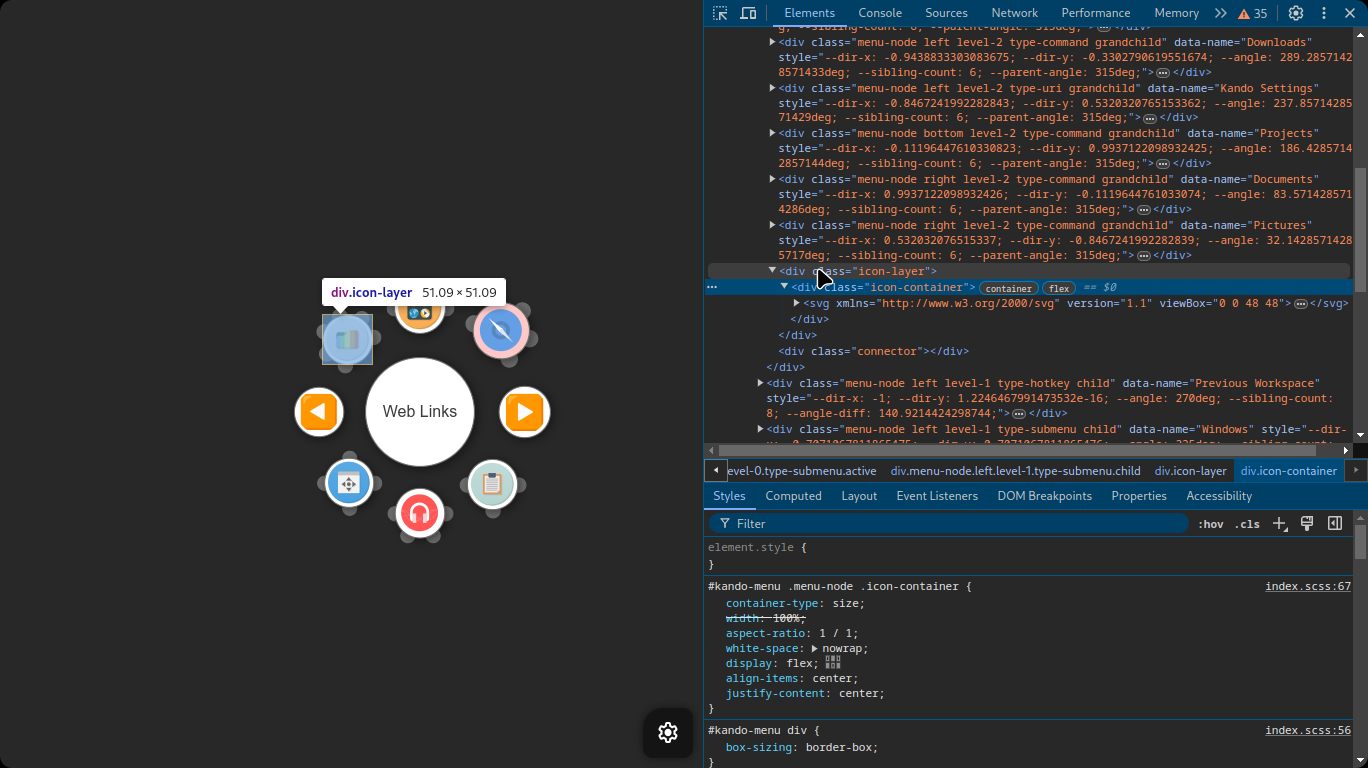 Elements Console Sources Network Performance Memory 35
<div class="menu-node left level-2 type-command grandchild" data-name="Downloads"
style="--dir-x: -0.9438833303083675; --dir-y: -0.3302790619551674; --angle: 289.2857142
8571433deg; --sibling-count: 6; --parent-angle: 315deg;"> </div>
<div class="menu-node left level-2 type-uri grandchild" data-name="Kando Settings"
style="--dir-x: -0.8467241992282843; --dir-y: 0.5320320765153362; --angle: 237.85714285
71429deg; --sibling-count: 6; --parent-angle: 315deg;"> </div>
<div class="menu-node bottom level-2 type-command grandchild" data-name="Projects"
style="--dir-x: -0.11196447610330823; --dir-y: 0.9937122098932425; --angle: 186.4285714
2857144deg; --sibling-count: 6; --parent-angle: 315deg;"> </div>
<div class="menu-node right level-2 type-command grandchild" data-name="Documents"
style="--dir-x: 0.9937122098932426; --dir-y: -0.1119644761033074; --angle: 83.571428571
4286deg; --sibling-count: 6; --parent-angle: 315deg;"> </div>
<div class="menu-node right level-2 type-command grandchild" data-name="Pictures"
style="--dir-x: 0.532032076515337; --dir-y: -0.8467241992282839; --angle: 32.1428571428
5717deg; --sibling-count: 6; --parent-angle: 315deg;"> </div>
<div class="icon-layer">
<div class="icon-container"> container flex == $0
<svg xmlns="http://www.w3.org/2000/svg" version="1.1" viewBox="0 0 48 48"> </svg>
</div>
</div>
<div class="connector"></div>
</div>
<div class="menu-node left level-1 type-hotkey child" data-name="Previous Workspace"
style="--dir-x: -1; --dir-y: 1.2246467991473532e-16; --angle: 270deg; --sibling-count:
8; --angle-diff: 140.9214424298744;"> </div>
<div class="menu-node left level-1 type-submenu child" data-name="Windows" style="--dir-
div.icon-layer 51.09 × 51.09
Web Links
evel-0.type-submenu.active div.menu-node.left.level-1.type-submenu.child div.icon-layer div.icon-container
Styles Computed Layout Event Listeners DOM Breakpoints Properties Accessibility
Filter :hov .cls
element.style {
}
#kando-menu .menu-node .icon-container { index.scss:67
container-type: size;
width: 100%;
aspect-ratio: 1 / 1;
white-space: nowrap;
display: flex;
align-items: center;
justify-content: center;
}
#kando-menu div { index.scss:56
box-sizing: border-box;
}